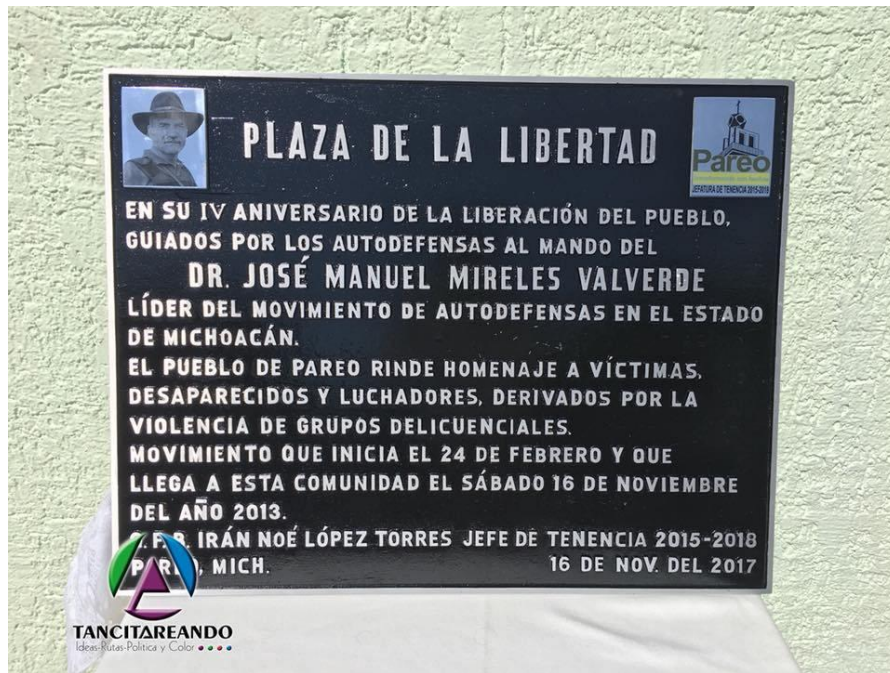 PLAZA DE LA LIBERTAD
Pareo
JEFATURA DE TENENCIA 2015-2018
EN SU IV ANIVERSARIO DE LA LIBERACIÓN DEL PUEBLO,
GUIADOS POR LOS AUTODEFENSAS AL MANDO DEL
DR. JOSÉ MANUEL MIRELES VALVERDE
LÍDER DEL MOVIMIENTO DE AUTODEFENSAS EN EL ESTADO
DE MICHOACÁN.
EL PUEBLO DE PAREO RINDE HOMENAJE A VÍCTIMAS,
DESAPARECIDOS Y LUCHADORES, DERIVADOS POR LA
VIOLENCIA DE GRUPOS DELICUENCIALES.
MOVIMIENTO QUE INICIA EL 24 DE FEBRERO Y QUE
LLEGA A ESTA COMUNIDAD EL SÁBADO 16 DE NOVIEMBRE
DEL AÑO 2013.
IRÁN NOÉ LÓPEZ TORRES JEFE DE TENENCIA 2015-2018
MICH. 16 DE NOV. DEL 2017
TANCITAREANDO
Ideas-Rutas-Política y Color